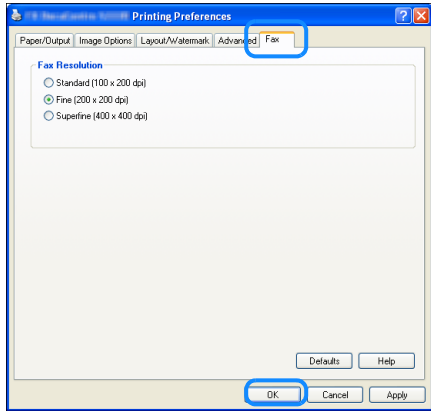 Printing Preferences
Paper/Output Image Options Layout/Watermark Advanced Fax
Fax Resolution
Standard (100 x 200 dpi)
Fine (200 x 200 dpi)
Superfine (400 x 400 dpi)
Defaults Help
OK Cancel Apply